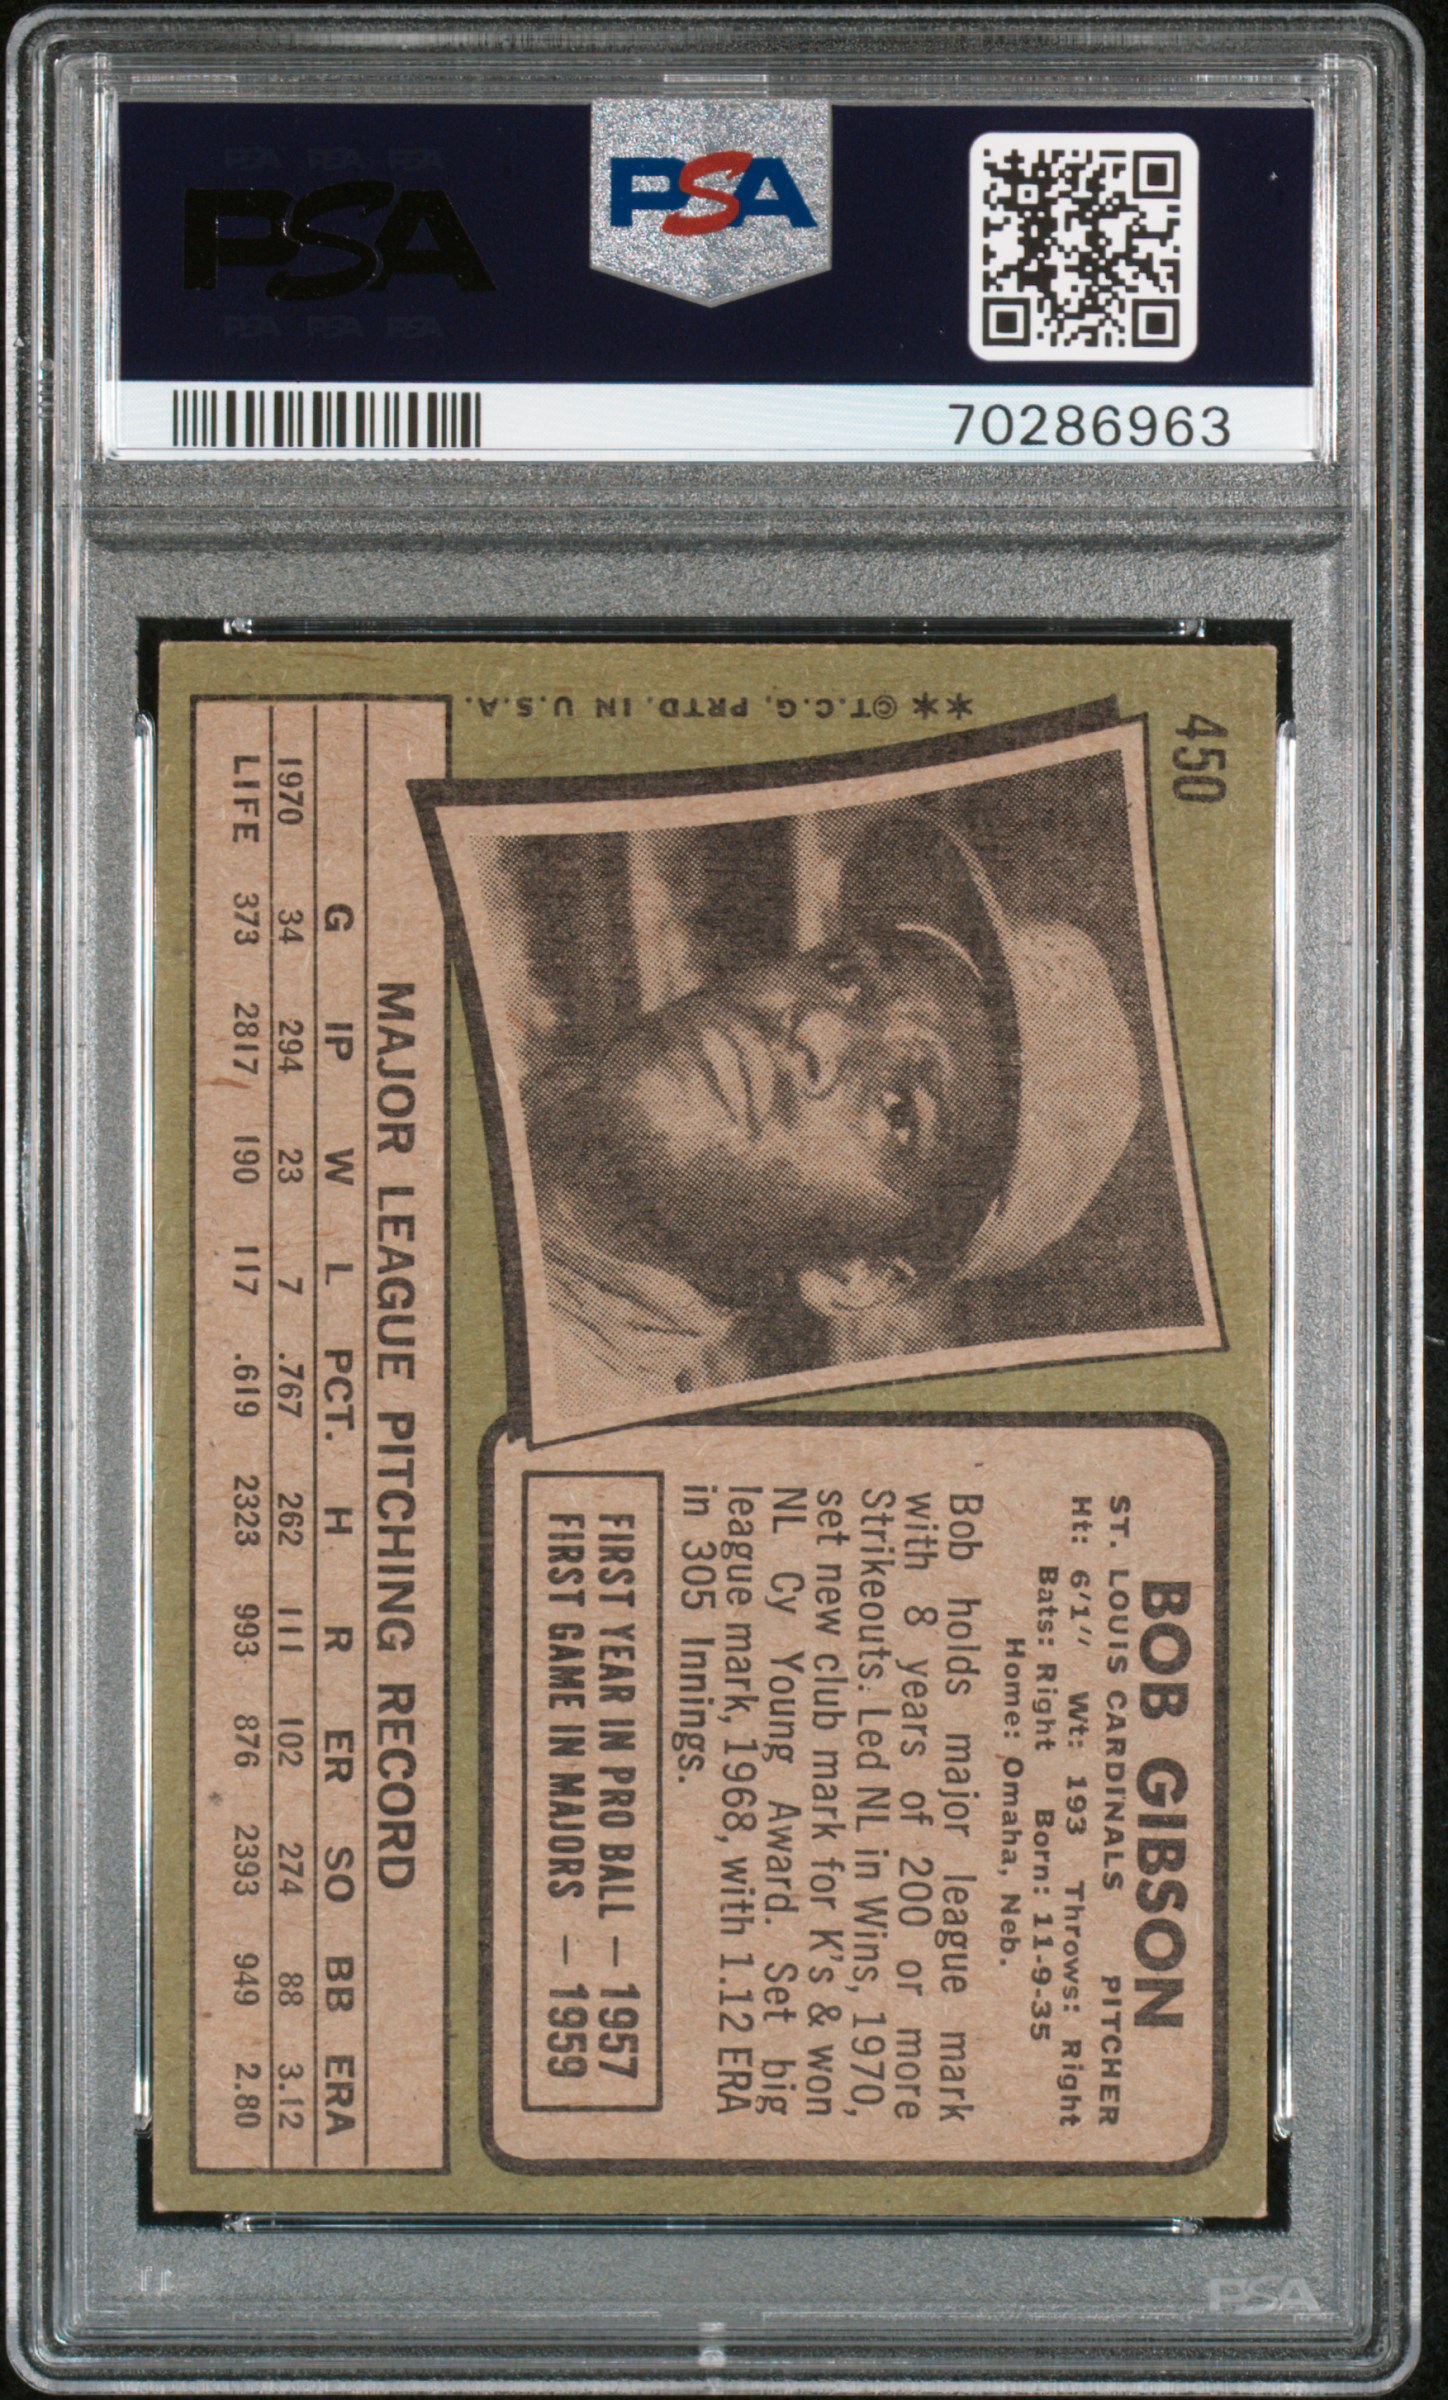 PSA PSA PSA
PSA
PSA PSA PSA
PSA
70286963
450
**©T.C.G. PRTD. IN U.S.A.
BOB GIBSON
ST. LOUIS CARDINALS PITCHER
Ht: 6'1" Wt: 193 Throws: Right
Bats: Right Born: 11-9-35
Home: Omaha, Neb.
Bob holds major league mark
with 8 years of 200 or more
Strikeouts. Led NL in Wins, 1970,
set new club mark for K's & won
NL Cy Young Award. Set big
league mark, 1968, with 1.12 ERA
in 305 Innings.
FIRST YEAR IN PRO BALL — 1957
FIRST GAME IN MAJORS — 1959
MAJOR LEAGUE PITCHING RECORD
G IP W L PCT. H R ER SO BB ERA
1970 34 294 23 7 .767 262 111 102 274 88 3.12
LIFE 373 2817 190 117 .619 2323 993 876 2393 949 2.80
PSA